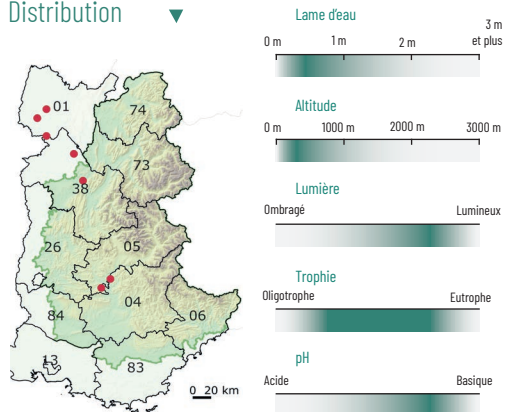 Distribution ▼
01
74
73
38
26
05
04
84
06
13
83
0 20 km
Lame d'eau
0 m 1 m 2 m 3 m et plus
Altitude
0 m 1000 m 2000 m 3000 m
Lumière
Ombragé Lumineux
Trophie
Oligotrophe Eutrophe
pH
Acide Basique